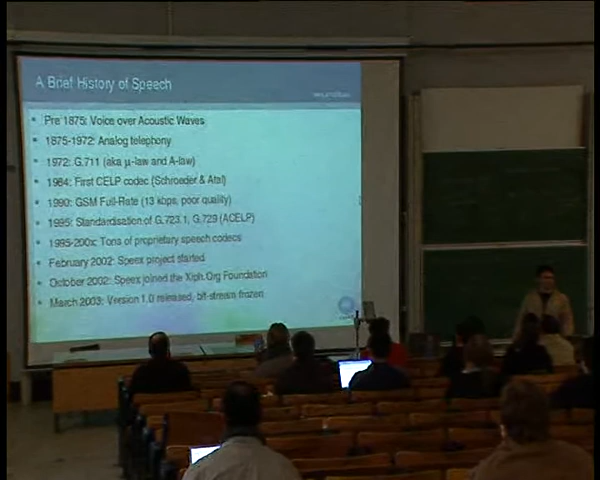 A Brief History of Speech
Pre 1875: Voice over Acoustic Waves
1875-1972: Analog telephony
1972: G.711 (aka μ-law and A-law)
1984: First CELP codec (Schroeder & Atal)
1990: GSM Full-Rate (13 kbps, poor quality)
1995: Standardisation of G.723.1, G.729 (ACELP)
1995-200x: Tons of proprietary speech codecs
February 2002: Speex project started
October 2002: Speex joined the Xiph.Org Foundation
March 2003: Version 1.0 released, bit-stream frozen